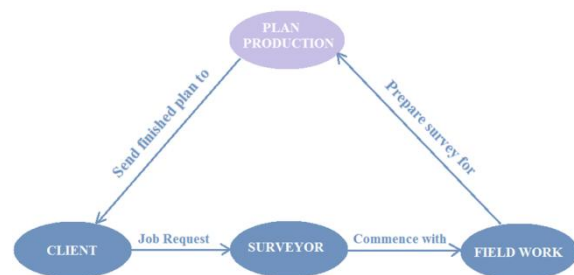 PLAN
PRODUCTION
Send finished plan to
Prepare survey for
CLIENT
Job Request
SURVEYOR
Commence with
FIELD WORK